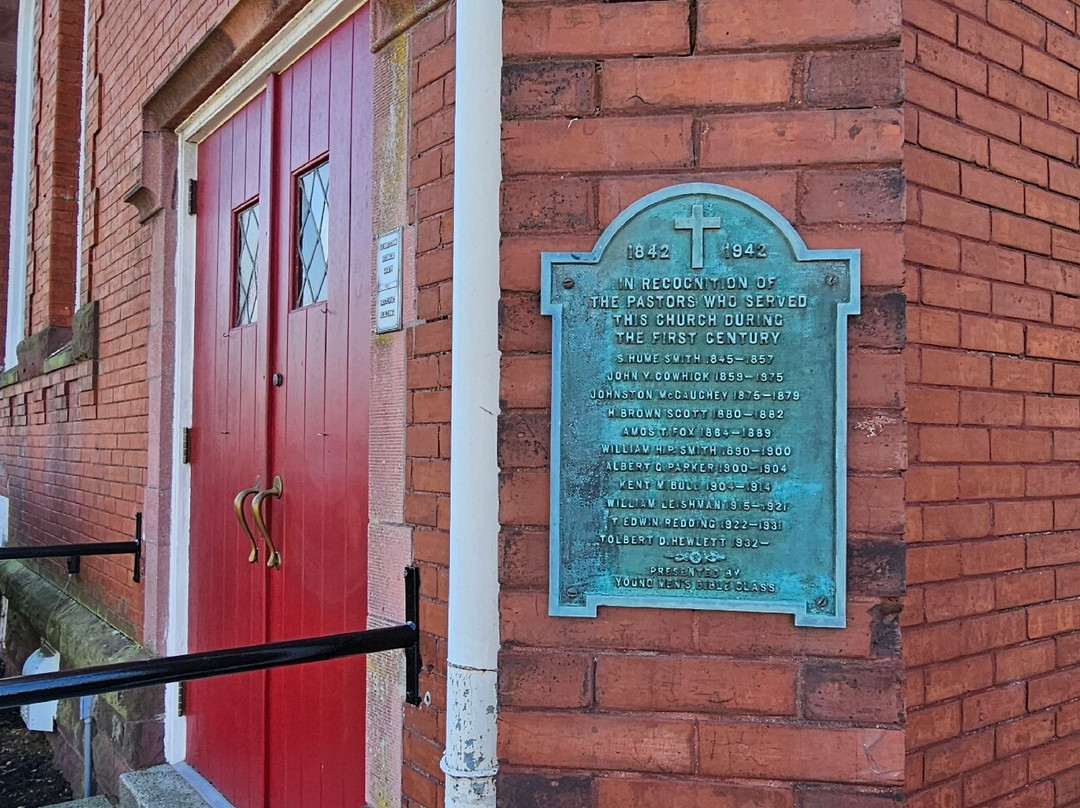 1842 1942
IN RECOGNITION OF
THE PASTORS WHO SERVED
THIS CHURCH DURING
THE FIRST CENTURY
S. HUME SMITH 1845–1857
JOHN Y. COWHICK 1859–1875
JOHNSTON McGAUGHEY 1875–1879
H. BROWN SCOTT 1880–1882
AMOS T. FOX 1884–1889
WILLIAM H.P. SMITH 1890–1900
ALBERT G. PARKER 1900–1904
KENT M. BULL 1904–1914
WILLIAM LEISHMAN 1915–1921
T. EDWIN REDDING 1922–1931
TOLBERT D. HEWLETT 1932–
PRESENTED BY
YOUNG MEN'S BIBLE CLASS